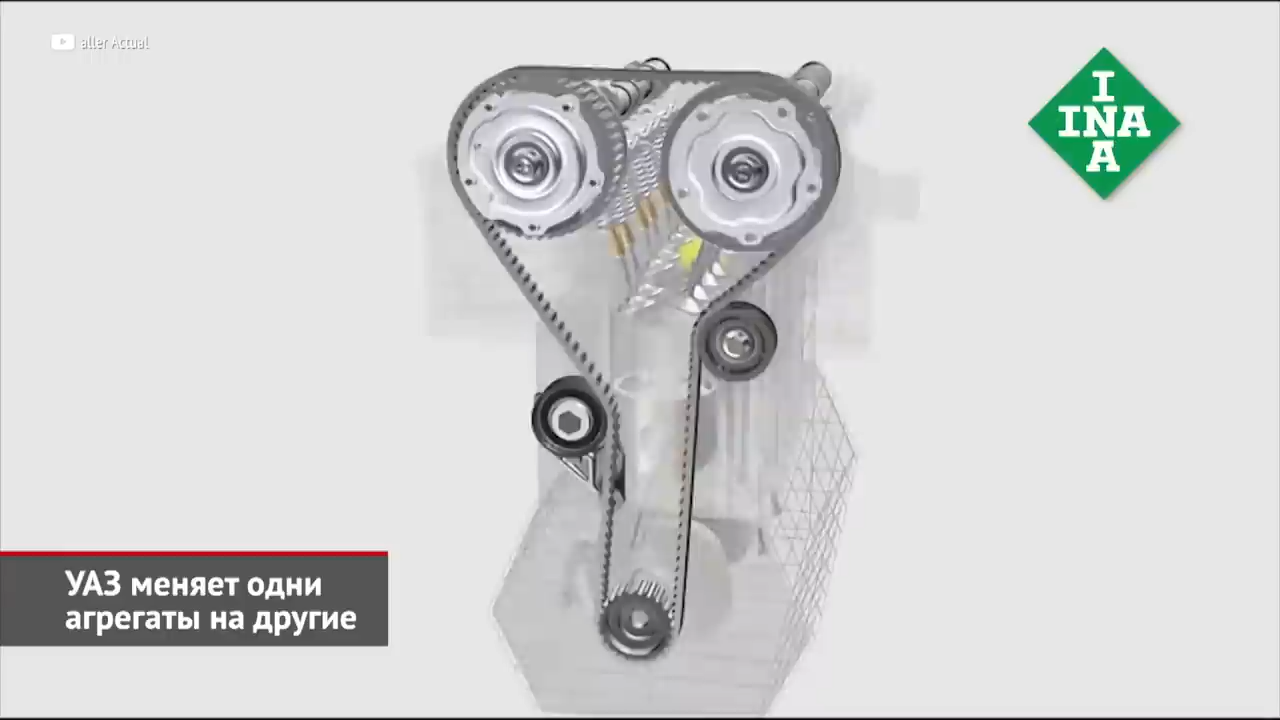 aller Actual
I
INA
A
УАЗ меняет одни
агрегаты на другие